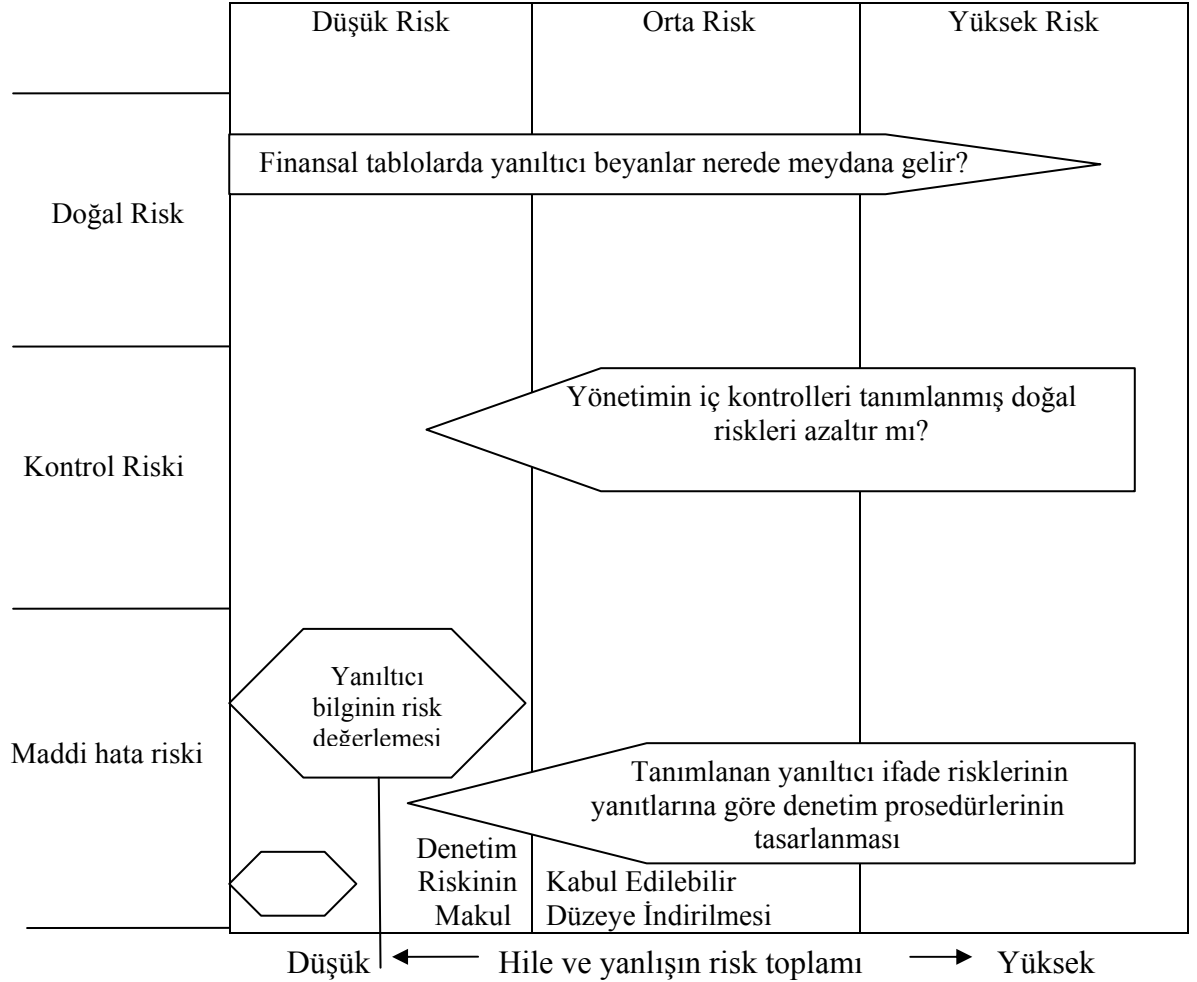 Düşük Risk
Orta Risk
Yüksek Risk
Finansal tablolarda yanıltıcı beyanlar nerede meydana gelir?
Doğal Risk
Yönetimin iç kontrolleri tanımlanmış doğal
riskleri azaltır mı?
Kontrol Riski
Yanıltıcı
bilginin risk
değerlemesi
Maddi hata riski
Tanımlanan yanıltıcı ifade risklerinin
yanıtlarına göre denetim prosedürlerinin
tasarlanması
Denetim
Riskinin Kabul Edilebilir
Makul Düzeye İndirilmesi
Düşük Hile ve yanlışın risk toplamı Yüksek